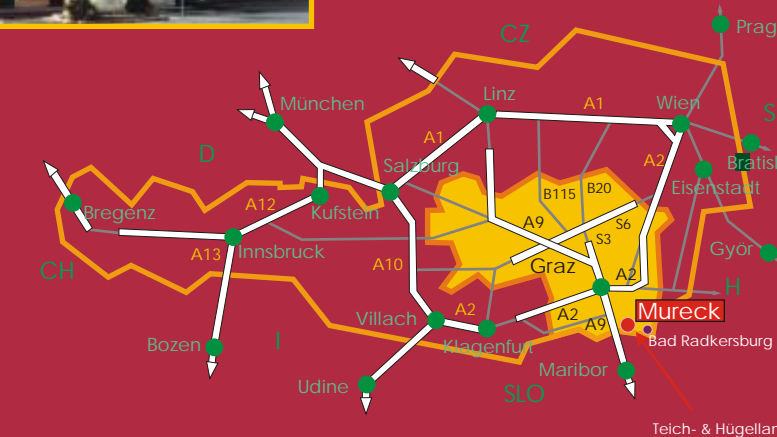 Prag
CZ
München
Linz
A1
Wien
S
A1
D
Salzburg
A2
Bratisl
Eisenstadt
B115
B20
A12
Kufstein
Bregenz
A9
S6
S3
A13
Innsbruck
Györ
CH
A10
Graz
A2
H
A2
Villach
A2
A9
Mureck
Bozen
I
Klagenfurt
Bad Radkersburg
Udine
SLO
Maribor
Teich- & Hügellan